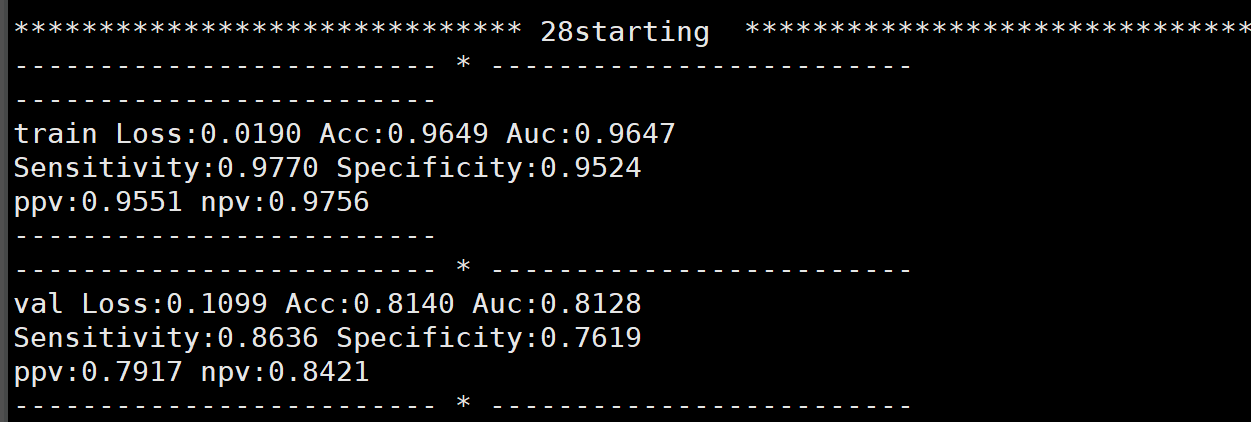 ****************************** 28starting  ******************************
------------------------- * -------------------------
-------------------------
train Loss:0.0190 Acc:0.9649 Auc:0.9647
Sensitivity:0.9770 Specificity:0.9524
ppv:0.9551 npv:0.9756
-------------------------
------------------------- * -------------------------
val Loss:0.1099 Acc:0.8140 Auc:0.8128
Sensitivity:0.8636 Specificity:0.7619
ppv:0.7917 npv:0.8421
------------------------- * -------------------------